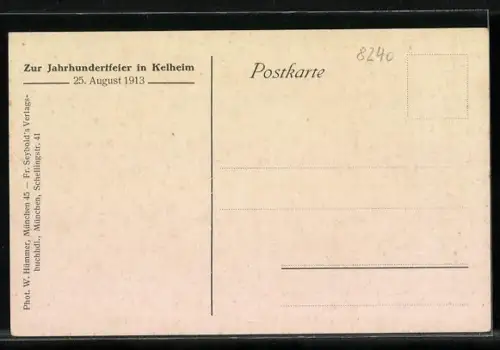 Zur Jahrhundertfeier in Kelheim
25. August 1913
Postkarte
8240
Phot. W. Hümmer, München 45 — Fr. Seybold's Verlags-
buchhdl., München, Schellingstr. 41